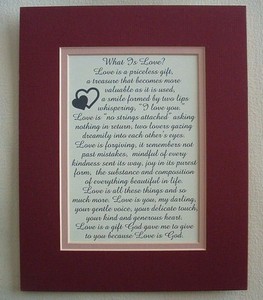 What Is Love?
Love is a priceless gift,
a treasure that becomes more
valuable as it is used,
a smile formed by two lips
whispering, "I love you."
Love is "no strings attached" asking
nothing in return, two lovers gazing
dreamily into each other's eyes.
Love is forgiving, it remembers not
past mistakes, mindful of every
kindness sent its way, joy in its purest
form, the substance and composition
of everything beautiful in life.
Love is all these things and so
much more. Love is you, my darling,
your gentle voice, your delicate touch,
your kind and generous heart.
Love is a gift God gave me to give
to you because Love is God.